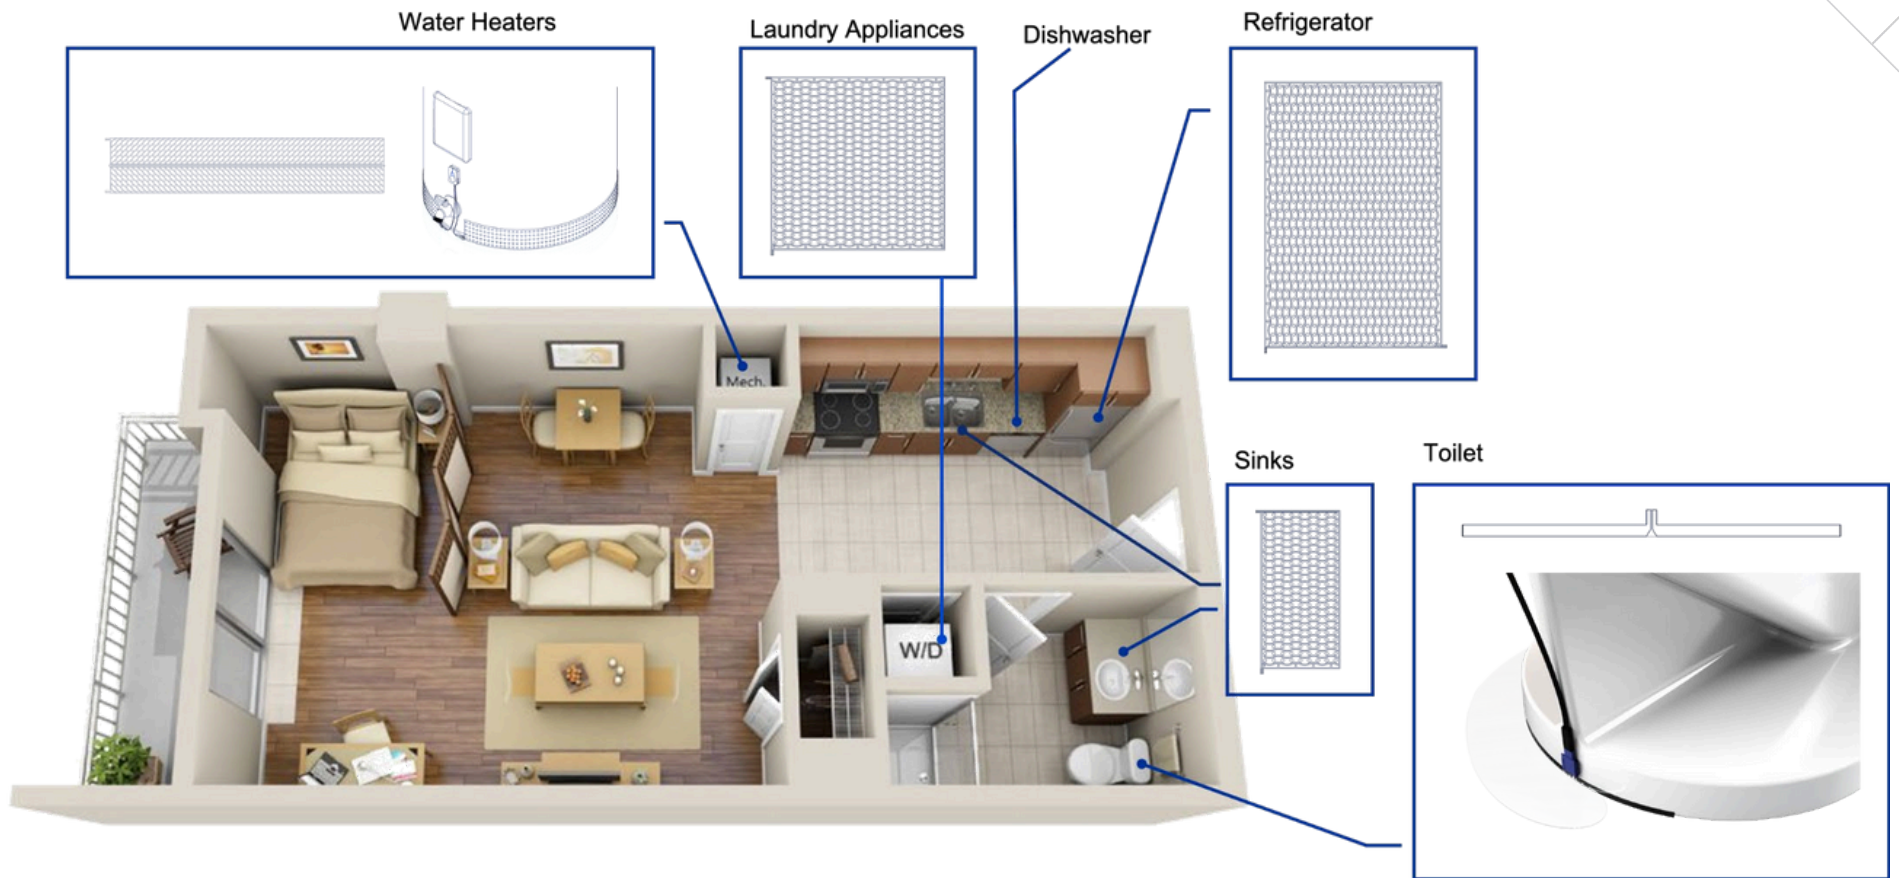 Water Heaters
Laundry Appliances
Dishwasher
Refrigerator
Mech.
Sinks
Toilet
W/D